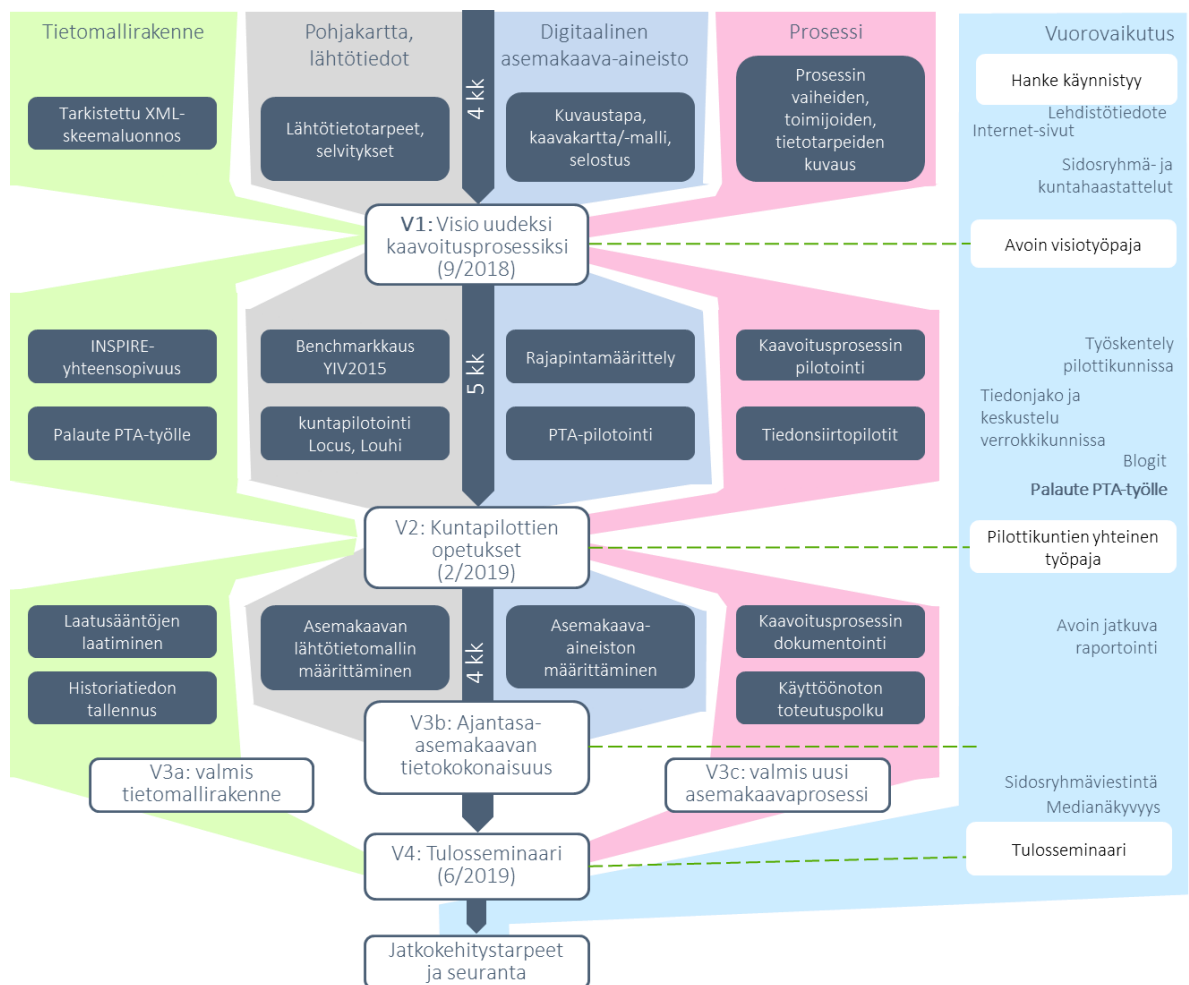 Tietomallirakenne
Pohjakartta,
lähtötiedot
Digitaalinen
asemakaava-aineisto
Prosessi
Vuorovaikutus
4 kk
Tarkistettu XML-
skeemaluonnos
Lähtötietotarpeet,
selvitykset
Kuvaustapa,
kaavakartta/-malli,
selostus
Prosessin
vaiheiden,
toimijoiden,
tietotarpeiden
kuvaus
Hanke käynnistyy
Lehdistötiedote
Internet-sivut
Sidosryhmä- ja
kuntahaastattelut
V1: Visio uudeksi
kaavoitusprosessiksi
(9/2018)
Avoin visiotyöpaja
5 kk
INSPIRE-
yhteensopivuus
Benchmarkkaus
YIV2015
Rajapintamäärittely
Kaavoitusprosessin
pilotointi
Palaute PTA-työlle
kuntapilotointi
Locus, Louhi
PTA-pilotointi
Tiedonsiirtopilotit
Työskentely
pilottikunnissa
Tiedonjako ja
keskustelu
verrokkikunnissa
Blogit
Palaute PTA-työlle
V2: Kuntapilottien
opetukset
(2/2019)
Pilottikuntien yhteinen
työpaja
4 kk
Laatusääntöjen
laatiminen
Historiatiedon
tallennus
Asemakaavan
lähtötietomallin
määrittäminen
Asemakaava-
aineiston
määrittäminen
Kaavoitusprosessin
dokumentointi
Käyttöönoton
toteutuspolku
Avoin jatkuva
raportointi
V3b: Ajantasa-
asemakaavan
tietokokonaisuus
V3a: valmis
tietomallirakenne
V3c: valmis uusi
asemakaavaprosessi
Sidosryhmäviestintä
Medianäkyvyys
V4: Tulosseminaari
(6/2019)
Tulosseminaari
Jatkokehitystarpeet
ja seuranta